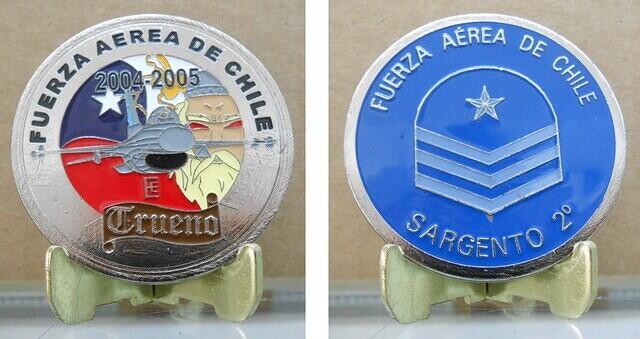 FUERZA AEREA DE CHILE
2004-2005
E
Trueno
FUERZA AÉREA DE CHILE
SARGENTO 2º